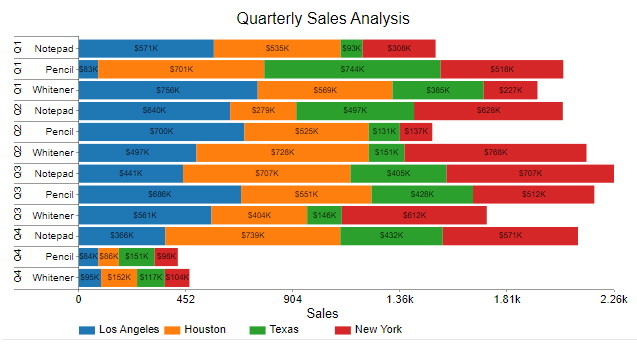 Quarterly Sales Analysis
Q1 Notepad $571K $535K $93K $308K
Q1 Pencil $83K $701K $744K $518K
Q1 Whitener $756K $569K $385K $227K
Q2 Notepad $640K $279K $497K $628K
Q2 Pencil $700K $525K $131K $137K
Q2 Whitener $497K $726K $151K $768K
Q3 Notepad $441K $707K $405K $707K
Q3 Pencil $686K $551K $428K $512K
Q3 Whitener $561K $404K $146K $612K
Q4 Notepad $366K $739K $432K $571K
Q4 Pencil $84K $86K $151K $96K
Q4 Whitener $95K $152K $117K $104K
0 452 904 1.36k 1.81k 2.26k
Sales
Los Angeles Houston Texas New York